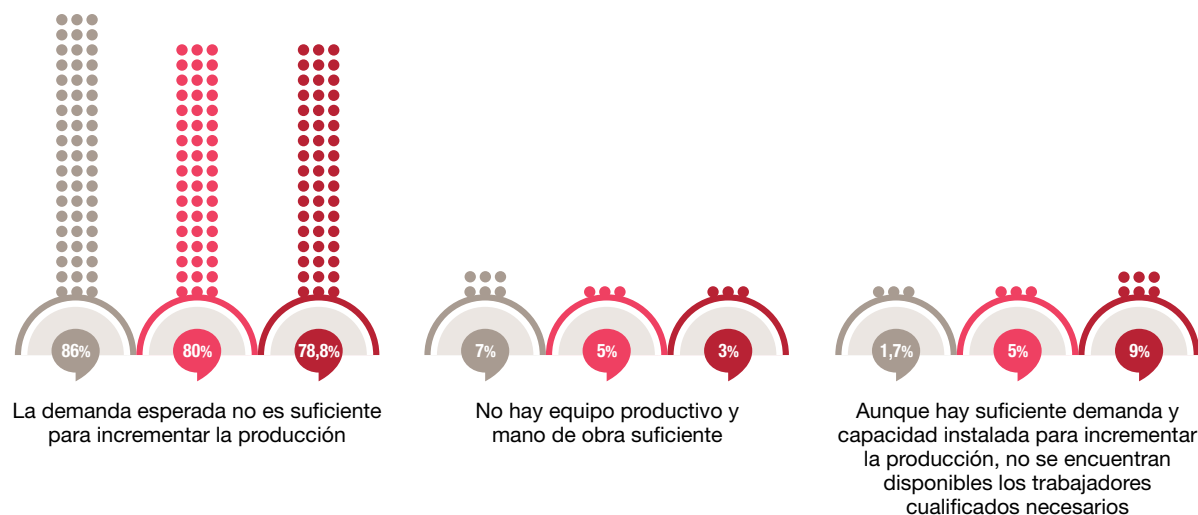 86%
80%
78,8%
La demanda esperada no es suficiente
para incrementar la producción
7%
5%
3%
No hay equipo productivo y
mano de obra suficiente
1,7%
5%
9%
Aunque hay suficiente demanda y
capacidad instalada para incrementar
la producción, no se encuentran
disponibles los trabajadores
cualificados necesarios